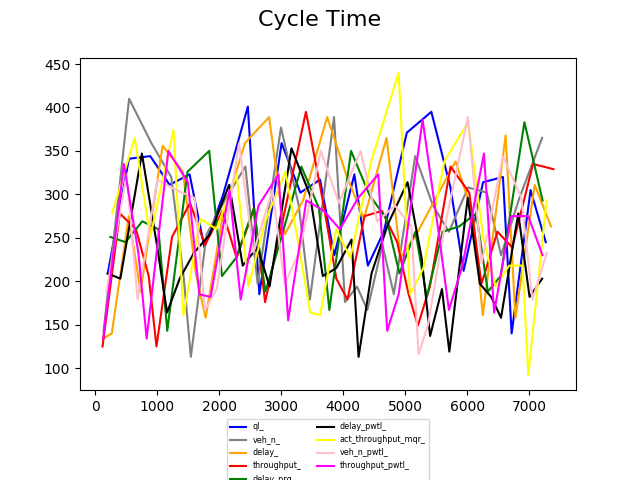 Cycle Time
450
400
350
300
250
200
150
100
0 1000 2000 3000 4000 5000 6000 7000
ql_ delay_pwtl_
veh_n_ act_throughput_mqr_
delay_ veh_n_pwtl_
throughput_ throughput_pwtl_